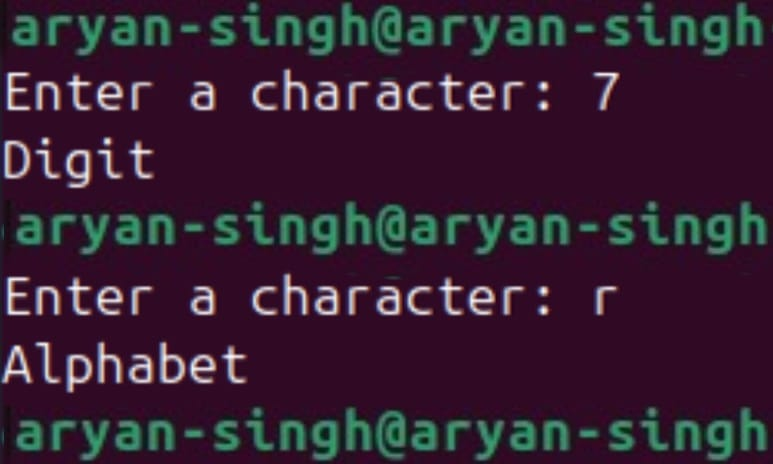 aryan-singh@aryan-singh
Enter a character: 7
Digit
aryan-singh@aryan-singh
Enter a character: r
Alphabet
aryan-singh@aryan-singh